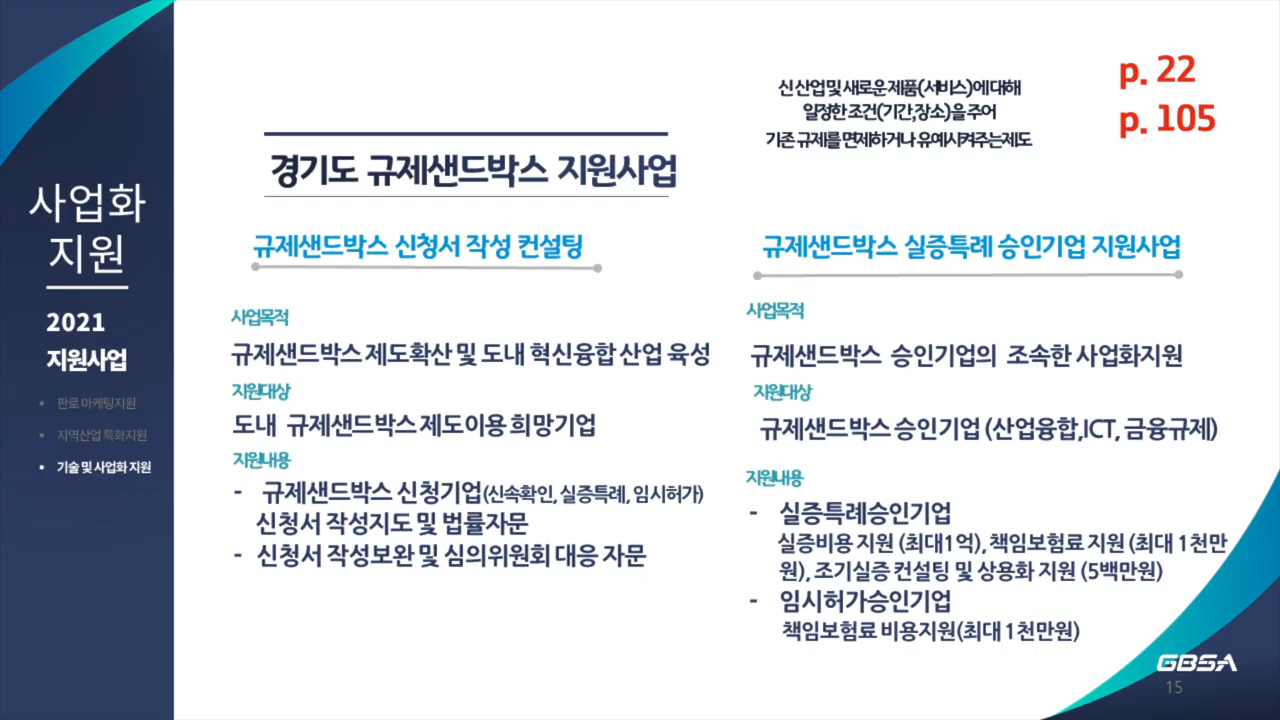 사업화
지원
2021
지원사업
▪ 판로 마케팅지원
▪ 지역산업 특화지원
▪ 기술 및 사업화 지원
신 산업 및 새로운 제품(서비스)에 대해
일정한 조건(기간,장소)을 주어
기존 규제를 면제하거나 유예시켜주는제도
p. 22
p. 105
경기도 규제샌드박스 지원사업
규제샌드박스 신청서 작성 컨설팅
사업목적
규제샌드박스 제도확산 및 도내 혁신융합 산업 육성
지원대상
도내 규제샌드박스 제도이용 희망기업
지원내용
- 규제샌드박스 신청기업(신속확인, 실증특례, 임시허가)
신청서 작성지도 및 법률자문
- 신청서 작성보완 및 심의위원회 대응 자문
규제샌드박스 실증특례 승인기업 지원사업
사업목적
규제샌드박스 승인기업의 조속한 사업화지원
지원대상
규제샌드박스 승인기업 (산업융합,ICT, 금융규제)
지원내용
- 실증특례승인기업
실증비용 지원 (최대1억), 책임보험료 지원 (최대 1천만
원), 조기실증 컨설팅 및 상용화 지원 (5백만원)
- 임시허가승인기업
책임보험료 비용지원(최대 1천만원)
GBSA
15